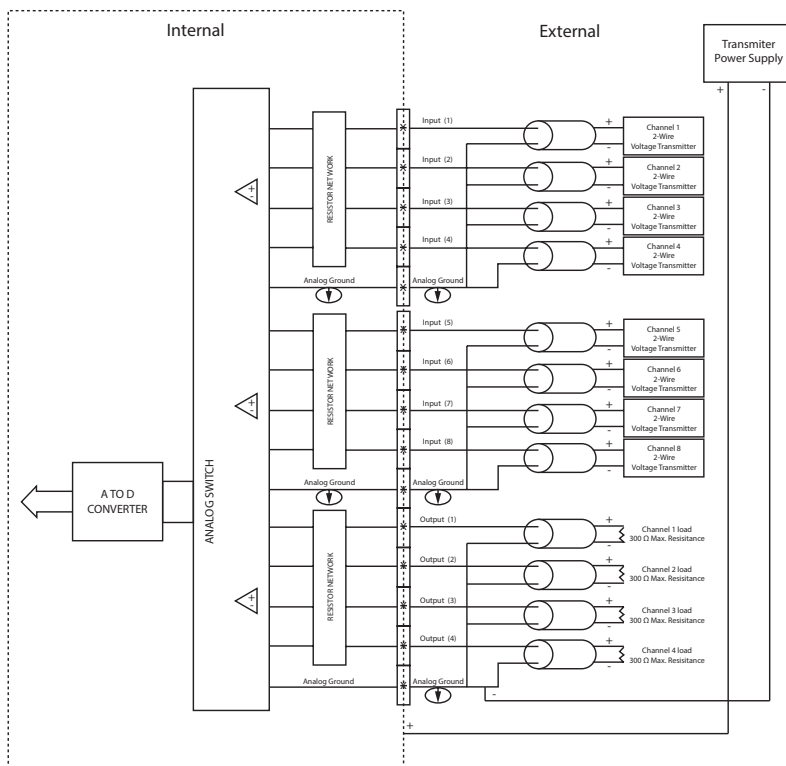 Internal
External
Transmiter
Power Supply
+
-
ANALOG SWITCH
A TO D
CONVERTER
+
-
RESISTOR NETWORK
Input (1)
+
-
Channel 1
2-Wire
Voltage Transmitter
Input (2)
+
-
Channel 2
2-Wire
Voltage Transmitter
Input (3)
+
-
Channel 3
2-Wire
Voltage Transmitter
Input (4)
+
-
Channel 4
2-Wire
Voltage Transmitter
Analog Ground
Analog Ground
+
-
RESISTOR NETWORK
Input (5)
+
-
Channel 5
2-Wire
Voltage Transmitter
Input (6)
+
-
Channel 6
2-Wire
Voltage Transmitter
Input (7)
+
-
Channel 7
2-Wire
Voltage Transmitter
Input (8)
+
-
Channel 8
2-Wire
Voltage Transmitter
Analog Ground
Analog Ground
+
-
RESISTOR NETWORK
Output (1)
+
-
Channel 1 load
300 Ω Max. Resisitance
Output (2)
+
-
Channel 2 load
300 Ω Max. Resisitance
Output (3)
+
-
Channel 3 load
300 Ω Max. Resisitance
Output (4)
+
-
Channel 4 load
300 Ω Max. Resisitance
Analog Ground
Analog Ground
-
+